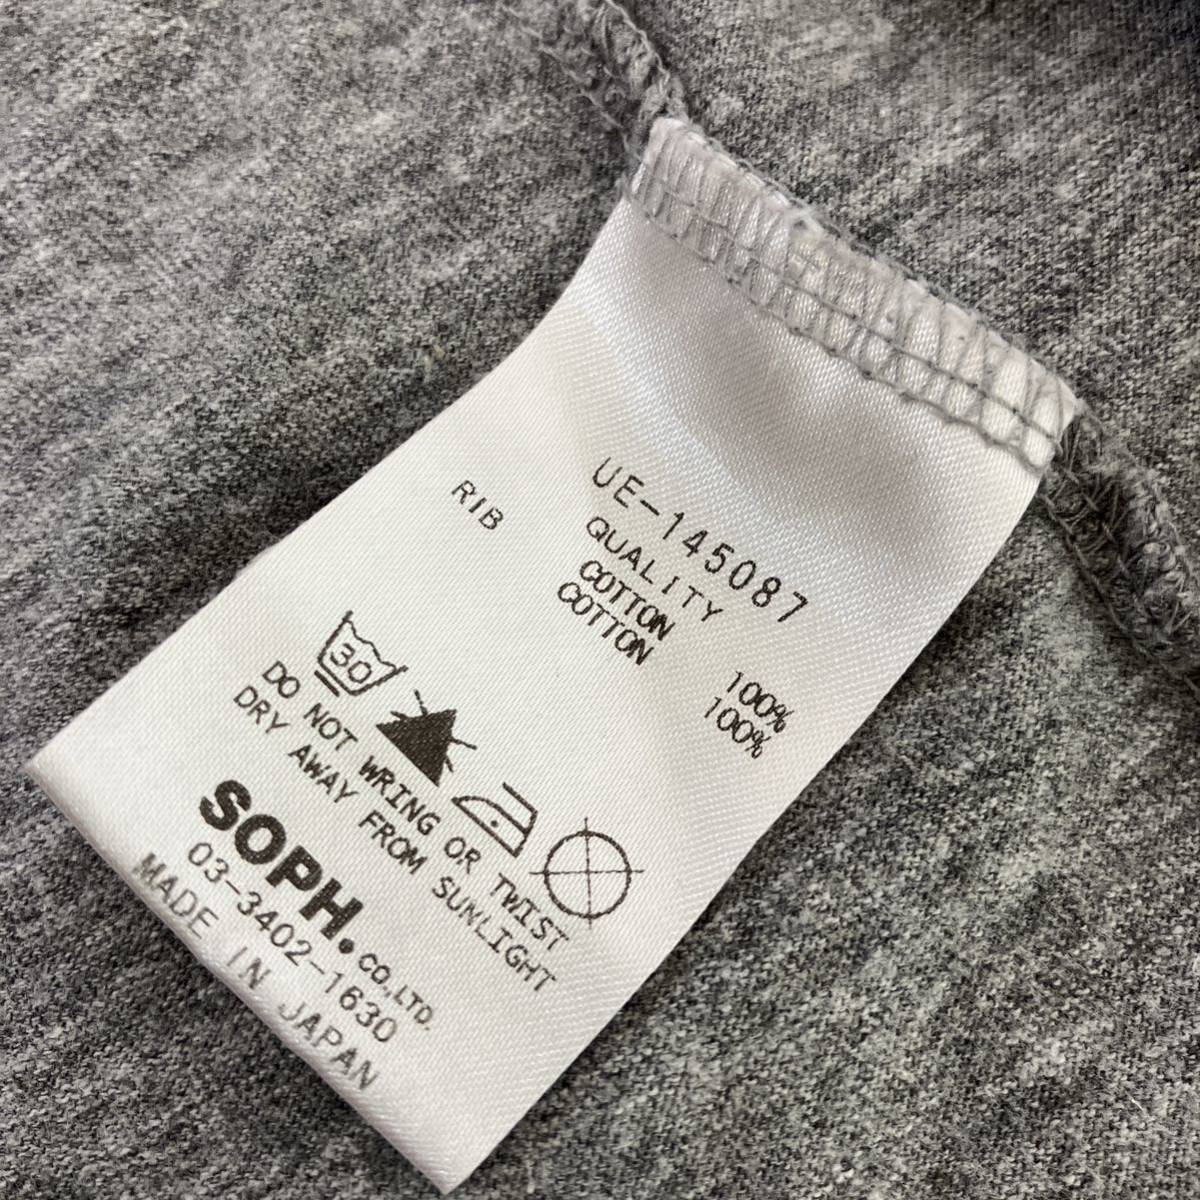 UE-145087
QUALITY
COTTON 100%
RIB COTTON 100%
30
DO NOT WRING OR TWIST
DRY AWAY FROM SUNLIGHT
SOPH. CO.,LTD.
03-3402-1630
MADE IN JAPAN